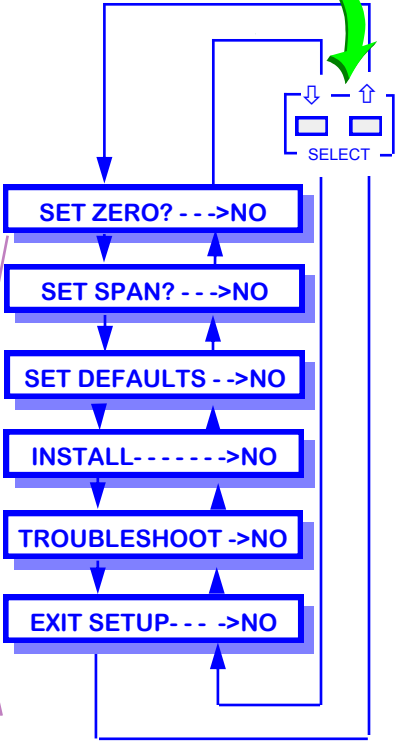 ⇩ ⇧
SELECT
SET ZERO? - - ->NO
SET SPAN? - - ->NO
SET DEFAULTS - ->NO
INSTALL- - - - - - ->NO
TROUBLESHOOT ->NO
EXIT SETUP- - - ->NO